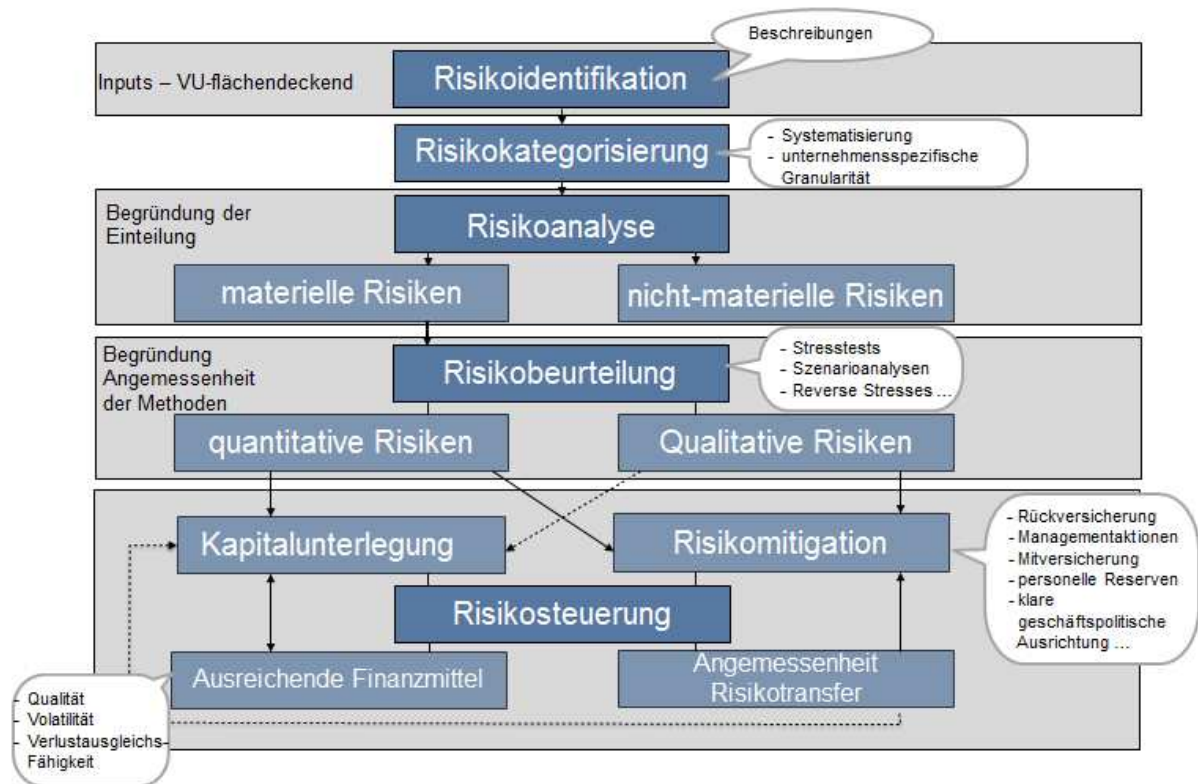 Beschreibungen
Inputs – VU-flächendeckend
Risikoidentifikation
Risikokategorisierung
- Systematisierung
- unternehmensspezifische
Granularität
Begründung der
Einteilung
Risikoanalyse
materielle Risiken
nicht-materielle Risiken
Begründung
Angemessenheit
der Methoden
Risikobeurteilung
- Stresstests
- Szenarioanalysen
- Reverse Stresses ...
quantitative Risiken
Qualitative Risiken
Kapitalunterlegung
Risikomitigation
- Rückversicherung
- Managementaktionen
- Mitversicherung
- personelle Reserven
- klare
geschäftspolitische
Ausrichtung ...
Risikosteuerung
Ausreichende Finanzmittel
Angemessenheit
Risikotransfer
- Qualität
- Volatilität
- Verlustausgleichs-
Fähigkeit